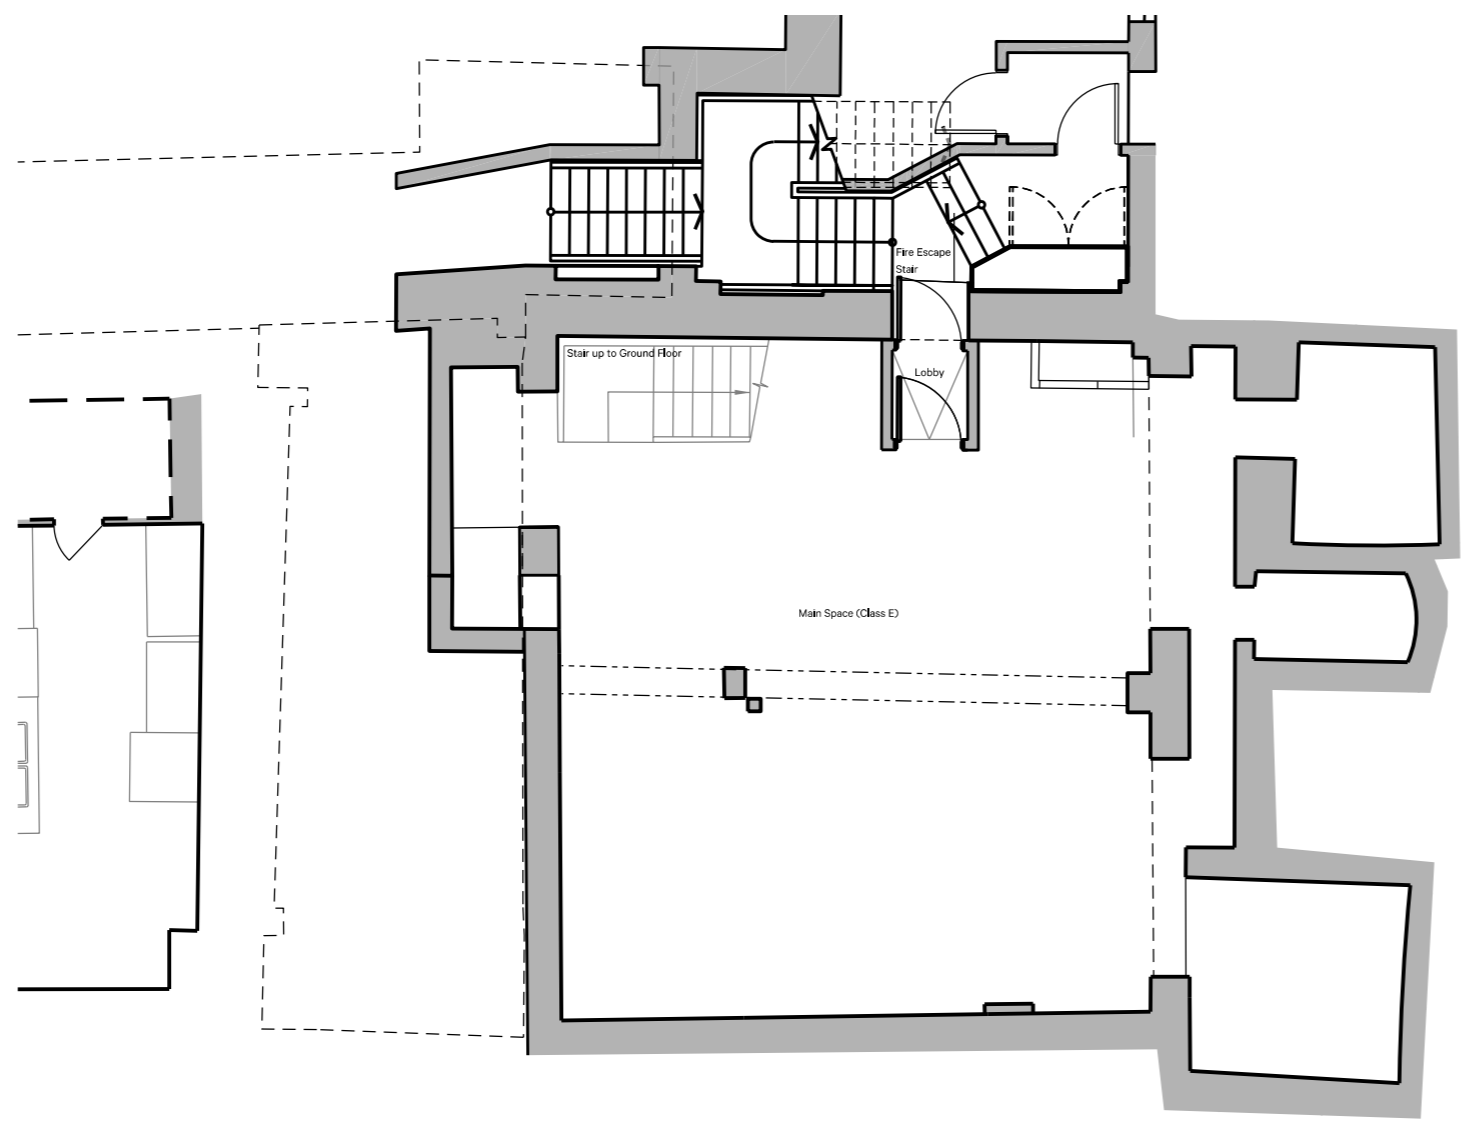 Fire Escape
Stair
Stair up to Ground Floor
Lobby
Main Space (Class E)